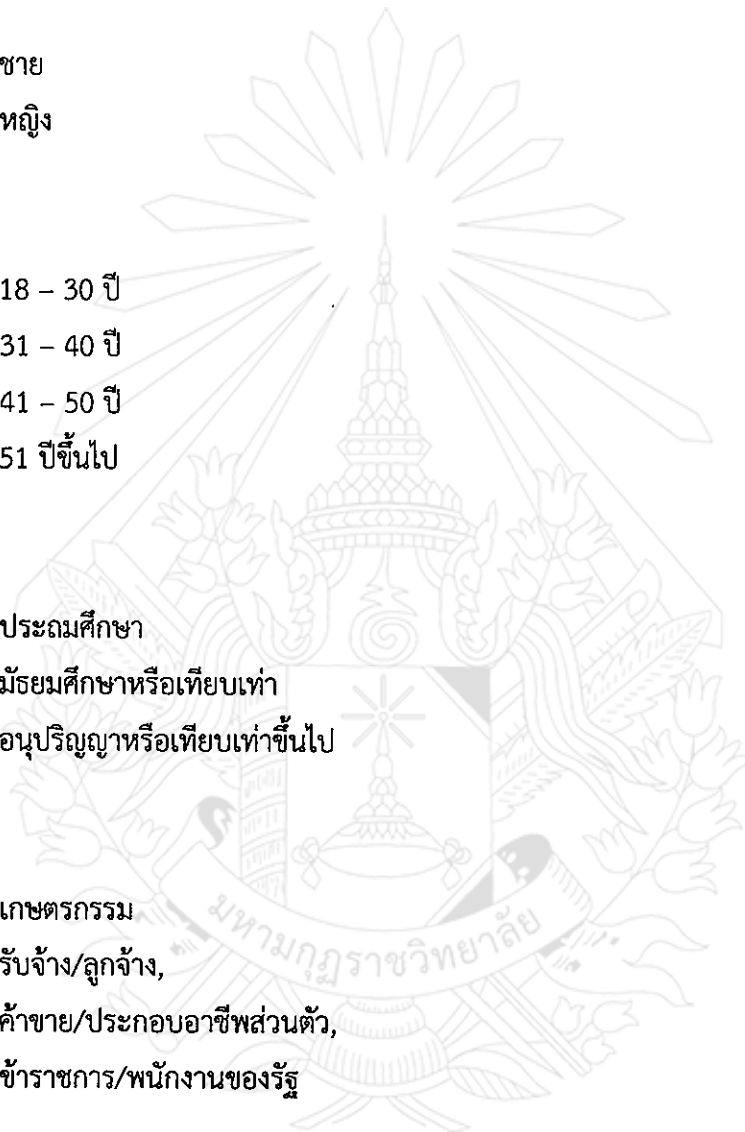 ชาย
หญิง
18 – 30 ปี
31 – 40 ปี
41 – 50 ปี
51 ปีขึ้นไป
ประถมศึกษา
มัธยมศึกษาหรือเทียบเท่า
อนุปริญญาหรือเทียบเท่าขึ้นไป
เกษตรกรรม
มหามกุฏราชวิทยาลัย
รับจ้าง/ลูกจ้าง,
ค้าขาย/ประกอบอาชีพส่วนตัว,
ข้าราชการ/พนักงานของรัฐ